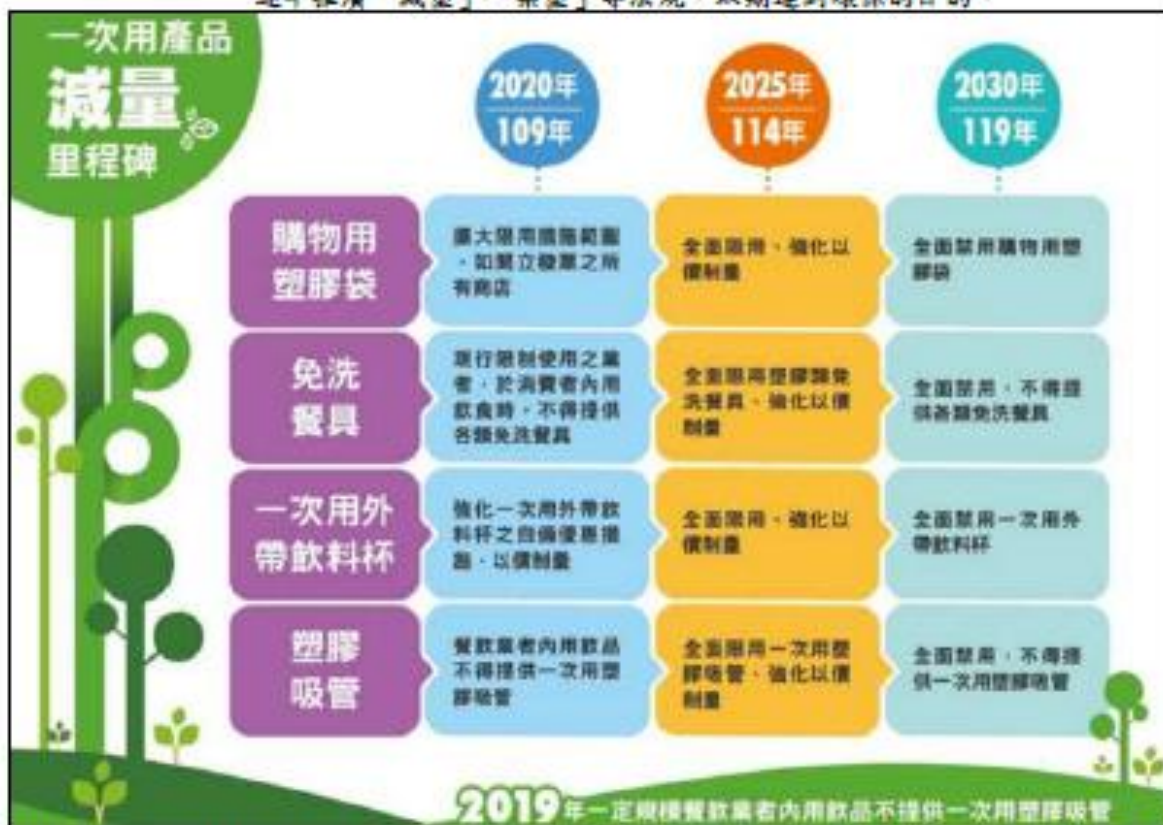 一次用產品
減量
里程碑
2020年
109年
2025年
114年
2030年
119年
購物用
塑膠袋
擴大限用措施範圍
，如開立發票之所
有商店
全面限用、強化以
價制量
全面禁用購物用塑
膠袋
免洗
餐具
現行限制使用之業
者，於消費者內用
飲食時，不得提供
各類免洗餐具
全面限用塑膠類免
洗餐具、強化以價
制量
全面禁用，不得提
供各類免洗餐具
一次用外
帶飲料杯
強化一次用外帶飲
料杯之自備優惠措
施，以價制量
全面限用、強化以
價制量
全面禁用一次用外
帶飲料杯
塑膠
吸管
餐飲業者內用飲品
不得提供一次用塑
膠吸管
全面限用一次用塑
膠吸管、強化以價
制量
全面禁用，不得提
供一次用塑膠吸管
2019年一定規模餐飲業者內用飲品不提供一次用塑膠吸管